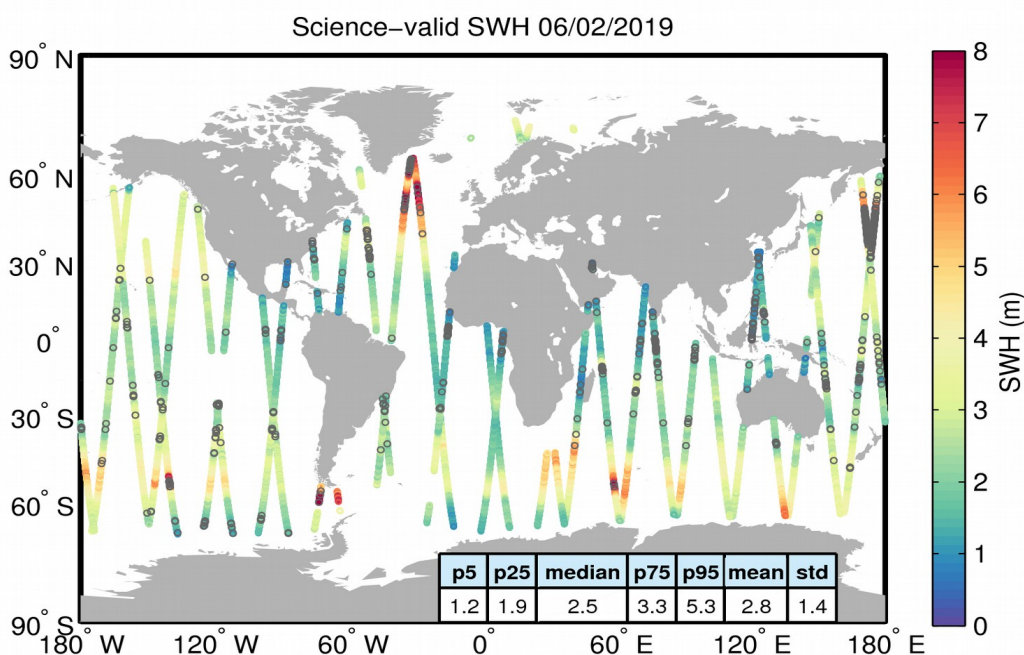 Science−valid SWH 06/02/2019
90° N
60° N
30° N
0°
30° S
60° S
90° S
180° W 120° W 60° W 0° 60° E 120° E 180° E
p5 p25 median p75 p95 mean std
1.2 1.9 2.5 3.3 5.3 2.8 1.4
8
7
6
5
4
3
2
1
0
SWH (m)